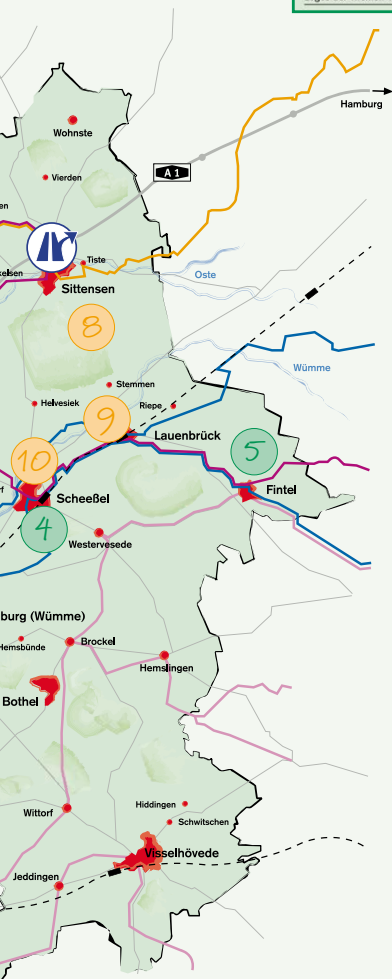 Hamburg
Wohnste
A 1
Vierden
Tiste
elsen
Oste
Sittensen
8
Wümme
Stemmen
Helvesiek
Riepe
9
Lauenbrück
5
10
Fintel
Scheeßel
4
Westervesede
burg (Wümme)
Hemsbünde
Brockel
Hemslingen
Bothel
Hiddingen
Wittorf
Schwitschen
Visselhövede
Jeddingen